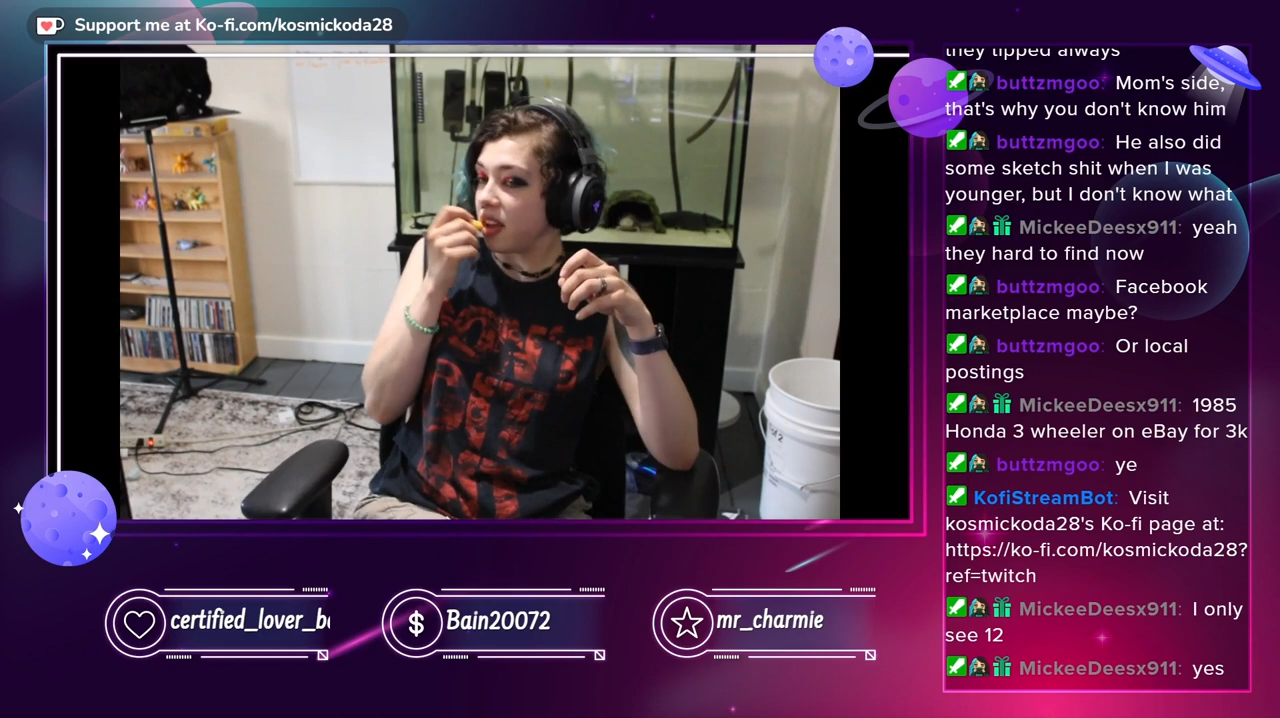 Support me at Ko-fi.com/kosmickoda28
they tipped always
buttzmgoo: Mom's side,
that's why you don't know him
buttzmgoo: He also did
some sketch shit when I was
younger, but I don't know what
MickeeDeesx911: yeah
they hard to find now
buttzmgoo: Facebook
marketplace maybe?
buttzmgoo: Or local
postings
MickeeDeesx911: 1985
Honda 3 wheeler on eBay for 3k
buttzmgoo: ye
KofiStreamBot: Visit
kosmickoda28's Ko-fi page at:
https://ko-fi.com/kosmickoda28?
ref=twitch
MickeeDeesx911: I only
see 12
MickeeDeesx911: yes
certified_lover_bo
$ Bain20072
mr_charmie